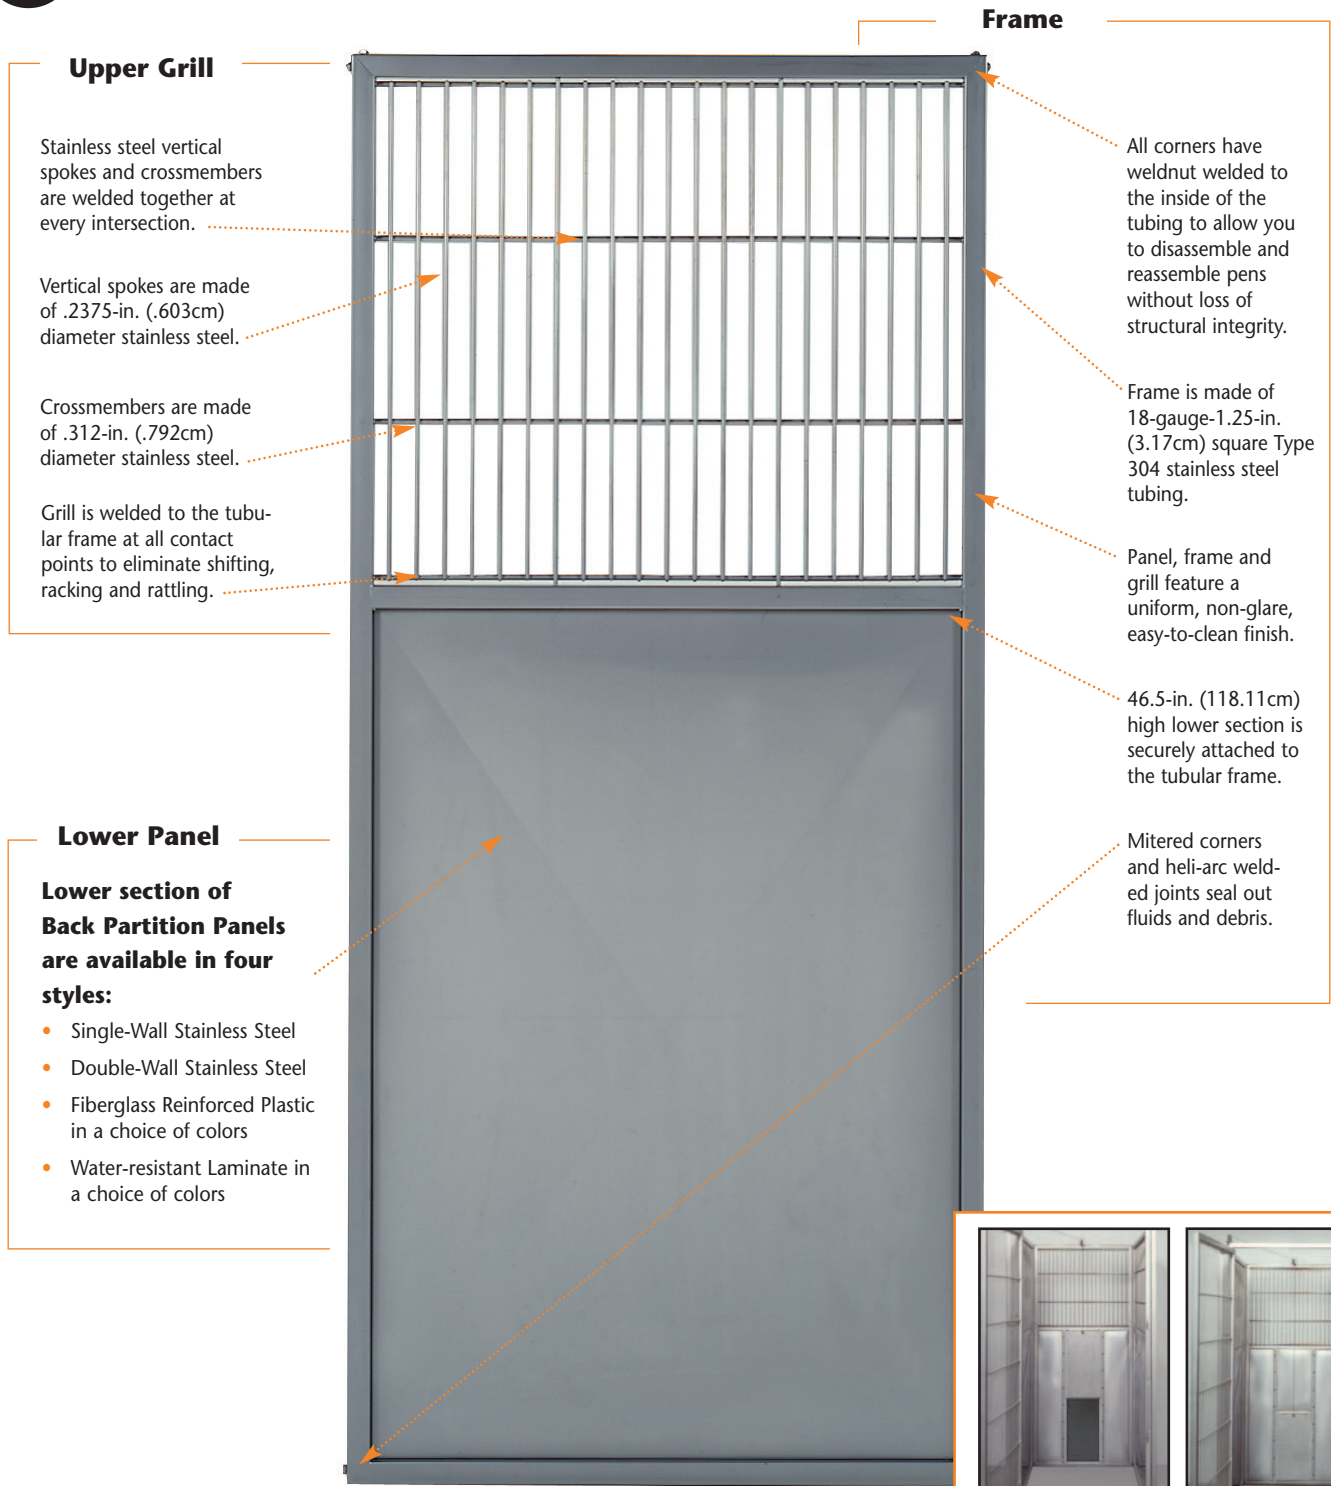 Frame
Upper Grill
Stainless steel vertical
spokes and crossmembers
are welded together at
every intersection.
Vertical spokes are made
of .2375-in. (.603cm)
diameter stainless steel.
Crossmembers are made
of .312-in. (.792cm)
diameter stainless steel.
Grill is welded to the tubu-
lar frame at all contact
points to eliminate shifting,
racking and rattling.
All corners have
weldnut welded to
the inside of the
tubing to allow you
to disassemble and
reassemble pens
without loss of
structural integrity.
Frame is made of
18-gauge-1.25-in.
(3.17cm) square Type
304 stainless steel
tubing.
Panel, frame and
grill feature a
uniform, non-glare,
easy-to-clean finish.
46.5-in. (118.11cm)
high lower section is
securely attached to
the tubular frame.
Mitered corners
and heli-arc weld-
ed joints seal out
fluids and debris.
Lower Panel
Lower section of
Back Partition Panels
are available in four
styles:
• Single-Wall Stainless Steel
• Double-Wall Stainless Steel
• Fiberglass Reinforced Plastic
in a choice of colors
• Water-resistant Laminate in
a choice of colors